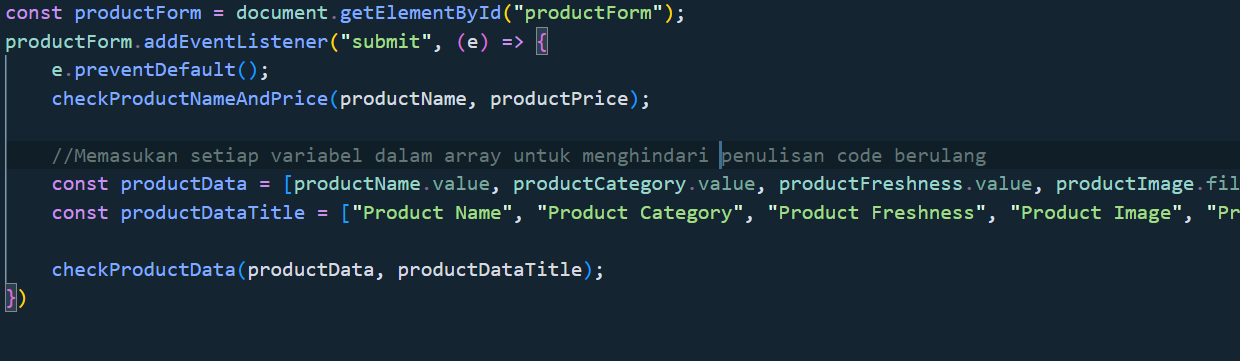 const productForm = document.getElementById("productForm");
productForm.addEventListener("submit", (e) => {
e.preventDefault();
checkProductNameAndPrice(productName, productPrice);
//Memasukan setiap variabel dalam array untuk menghindari penulisan code berulang
const productData = [productName.value, productCategory.value, productFreshness.value, productImage.fil
const productDataTitle = ["Product Name", "Product Category", "Product Freshness", "Product Image", "Pr
checkProductData(productData, productDataTitle);
})